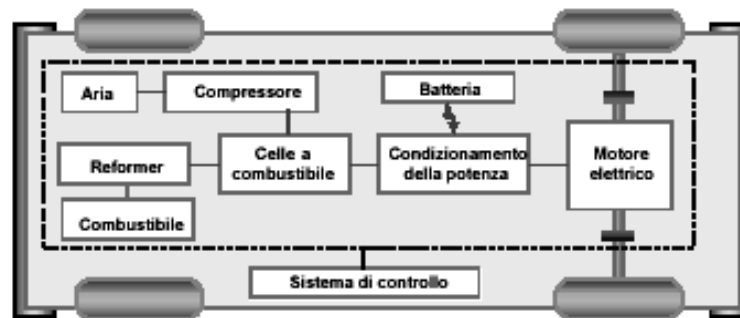 Aria
Compressore
Batteria
Reformer
Celle a
combustibile
Condizionamento
della potenza
Motore
elettrico
Combustibile
Sistema di controllo